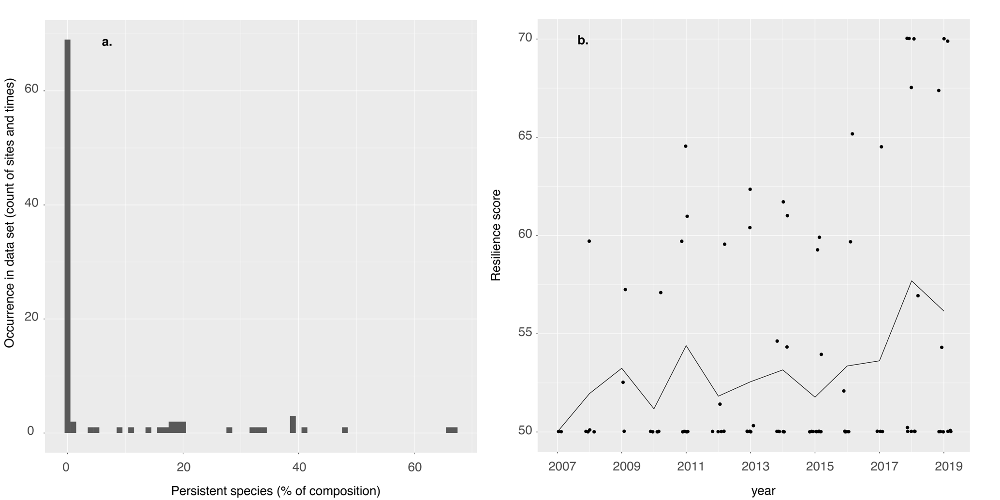 a.
Occurrence in data set (count of sites and times)
60
40
20
0
0 20 40 60
Persistent species (% of composition)
b.
Resilience score
70
65
60
55
50
2007 2009 2011 2013 2015 2017 2019
year